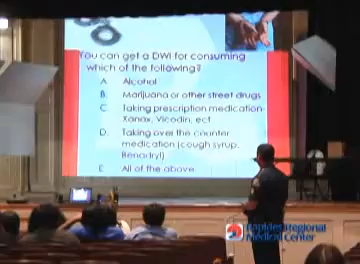 You can get a DWI for consuming
which of the following?
A. Alcohol
B. Marijuana or other street drugs
C. Taking prescription medication-
Xanax, Vicodin, ect
D. Taking over the counter
medication (cough syrup,
Benadryl)
E. All of the above
Rapides Regional
Medical Center